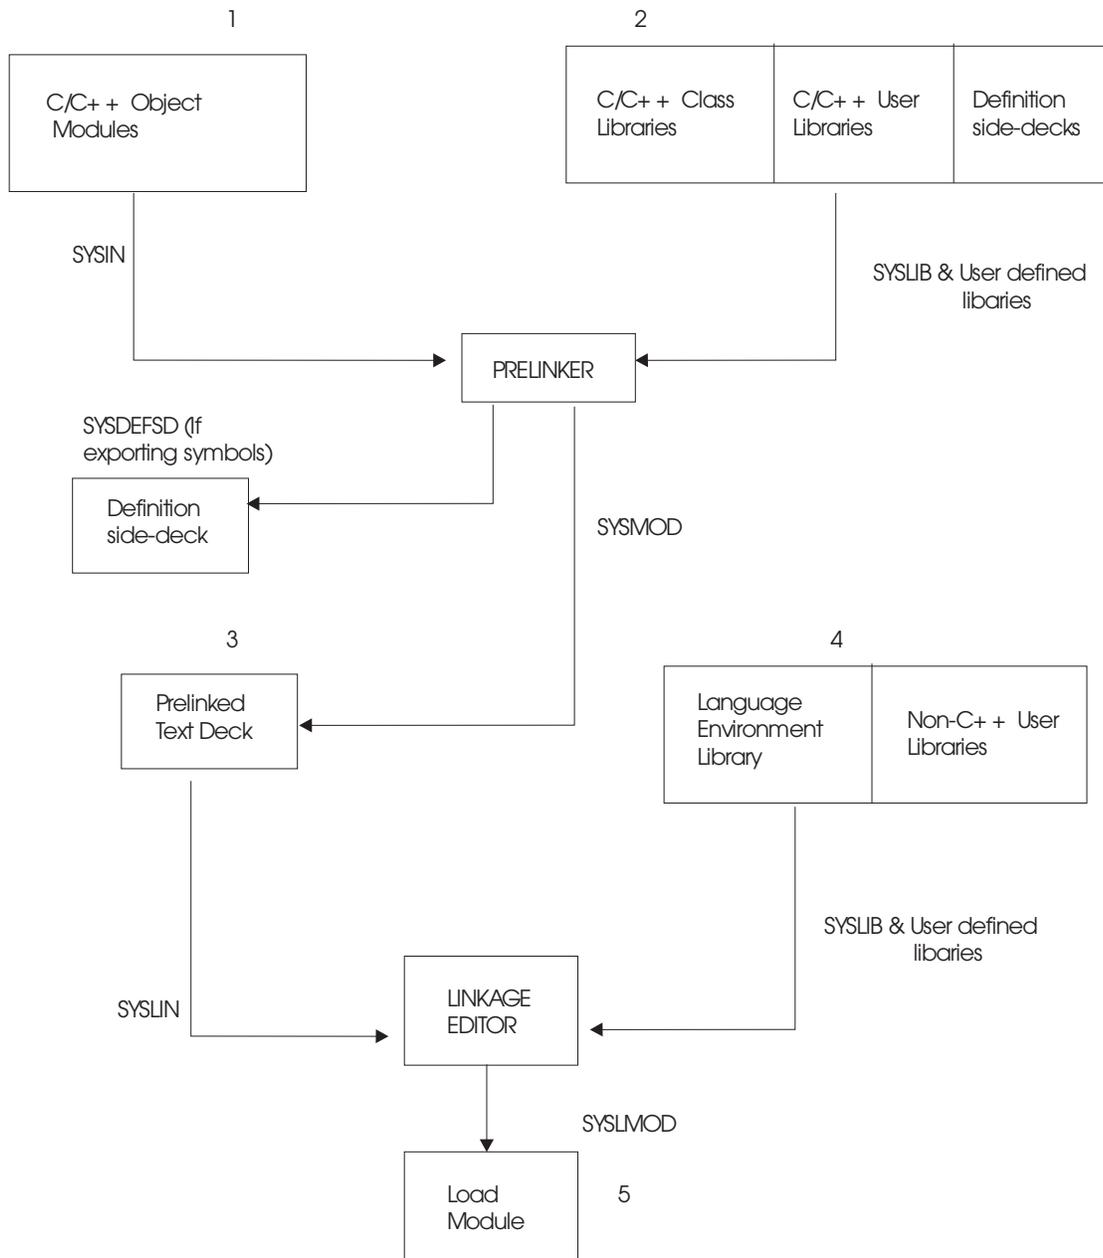 1
2
C/C+ + Object
Modules
C/C+ + Class
Libraries
C/C+ + User
Libraries
Definition
side-decks
SYSIN
SYSLIB & User defined
libaries
PRELINKER
SYSDEFSD (If
exporting symbols)
Definition
side-deck
SYSMOD
3
4
Prelinked
Text Deck
Language
Environment
Library
Non-C+ + User
Libraries
SYSLIB & User defined
libaries
SYSLIN
LINKAGE
EDITOR
SYSLMOD
Load
Module
5